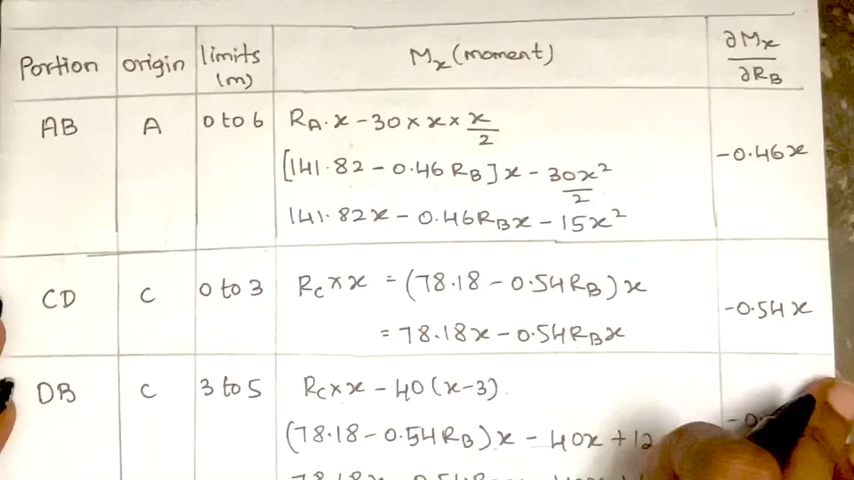 Portion origin limits (m) Mx (moment) ∂Mx/∂RB
AB A 0 to 6 RA.x - 30 × x × x/2
[141.82 - 0.46 RB] x - 30x²/2 -0.46x
141.82x - 0.46RBx - 15x²
CD C 0 to 3 RC × x = (78.18 - 0.54RB) x
= 78.18x - 0.54RBx -0.54x
DB C 3 to 5 RC × x - 40 (x-3)
(78.18 - 0.54RB) x - 40x + 12